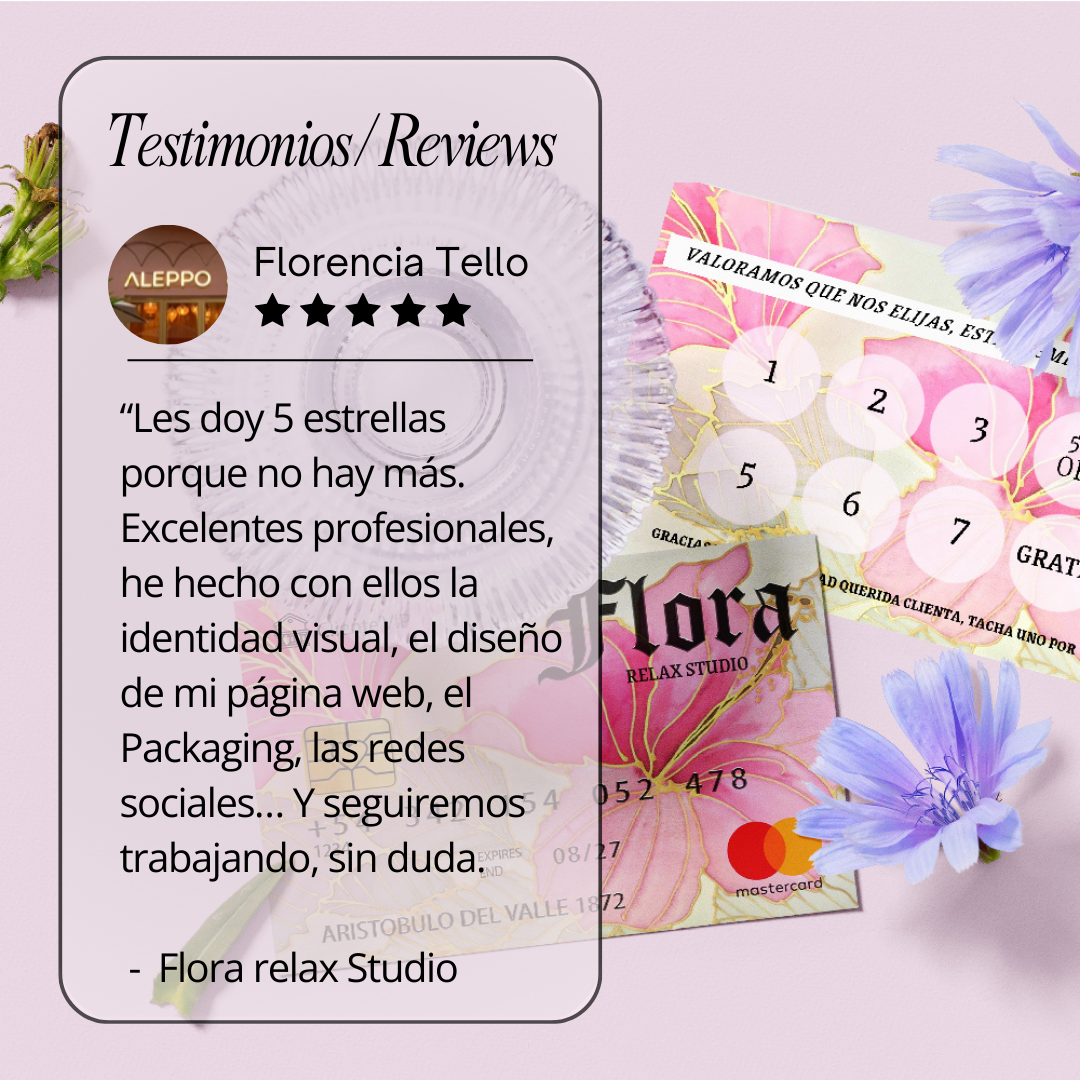 Testimonios/Reviews
ALEPPO
Florencia Tello
“Les doy 5 estrellas
porque no hay más.
Excelentes profesionales,
he hecho con ellos la
identidad visual, el diseño
de mi página web, el
Packaging, las redes
sociales... Y seguiremos
trabajando, sin duda.
- Flora relax Studio
VALORAMOS QUE NOS ELIJAS,
1
2
3
5
6
7
QUERIDA CLIENTA, TACHA UNO POR
Flora
RELAX STUDIO
052 478
EXPIRES
END
08/27
mastercard
ARISTOBULO DEL VALLE 1872